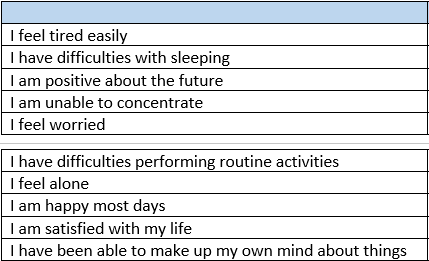 I feel tired easily
I have difficulties with sleeping
I am positive about the future
I am unable to concentrate
I feel worried
I have difficulties performing routine activities
I feel alone
I am happy most days
I am satisfied with my life
I have been able to make up my own mind about things